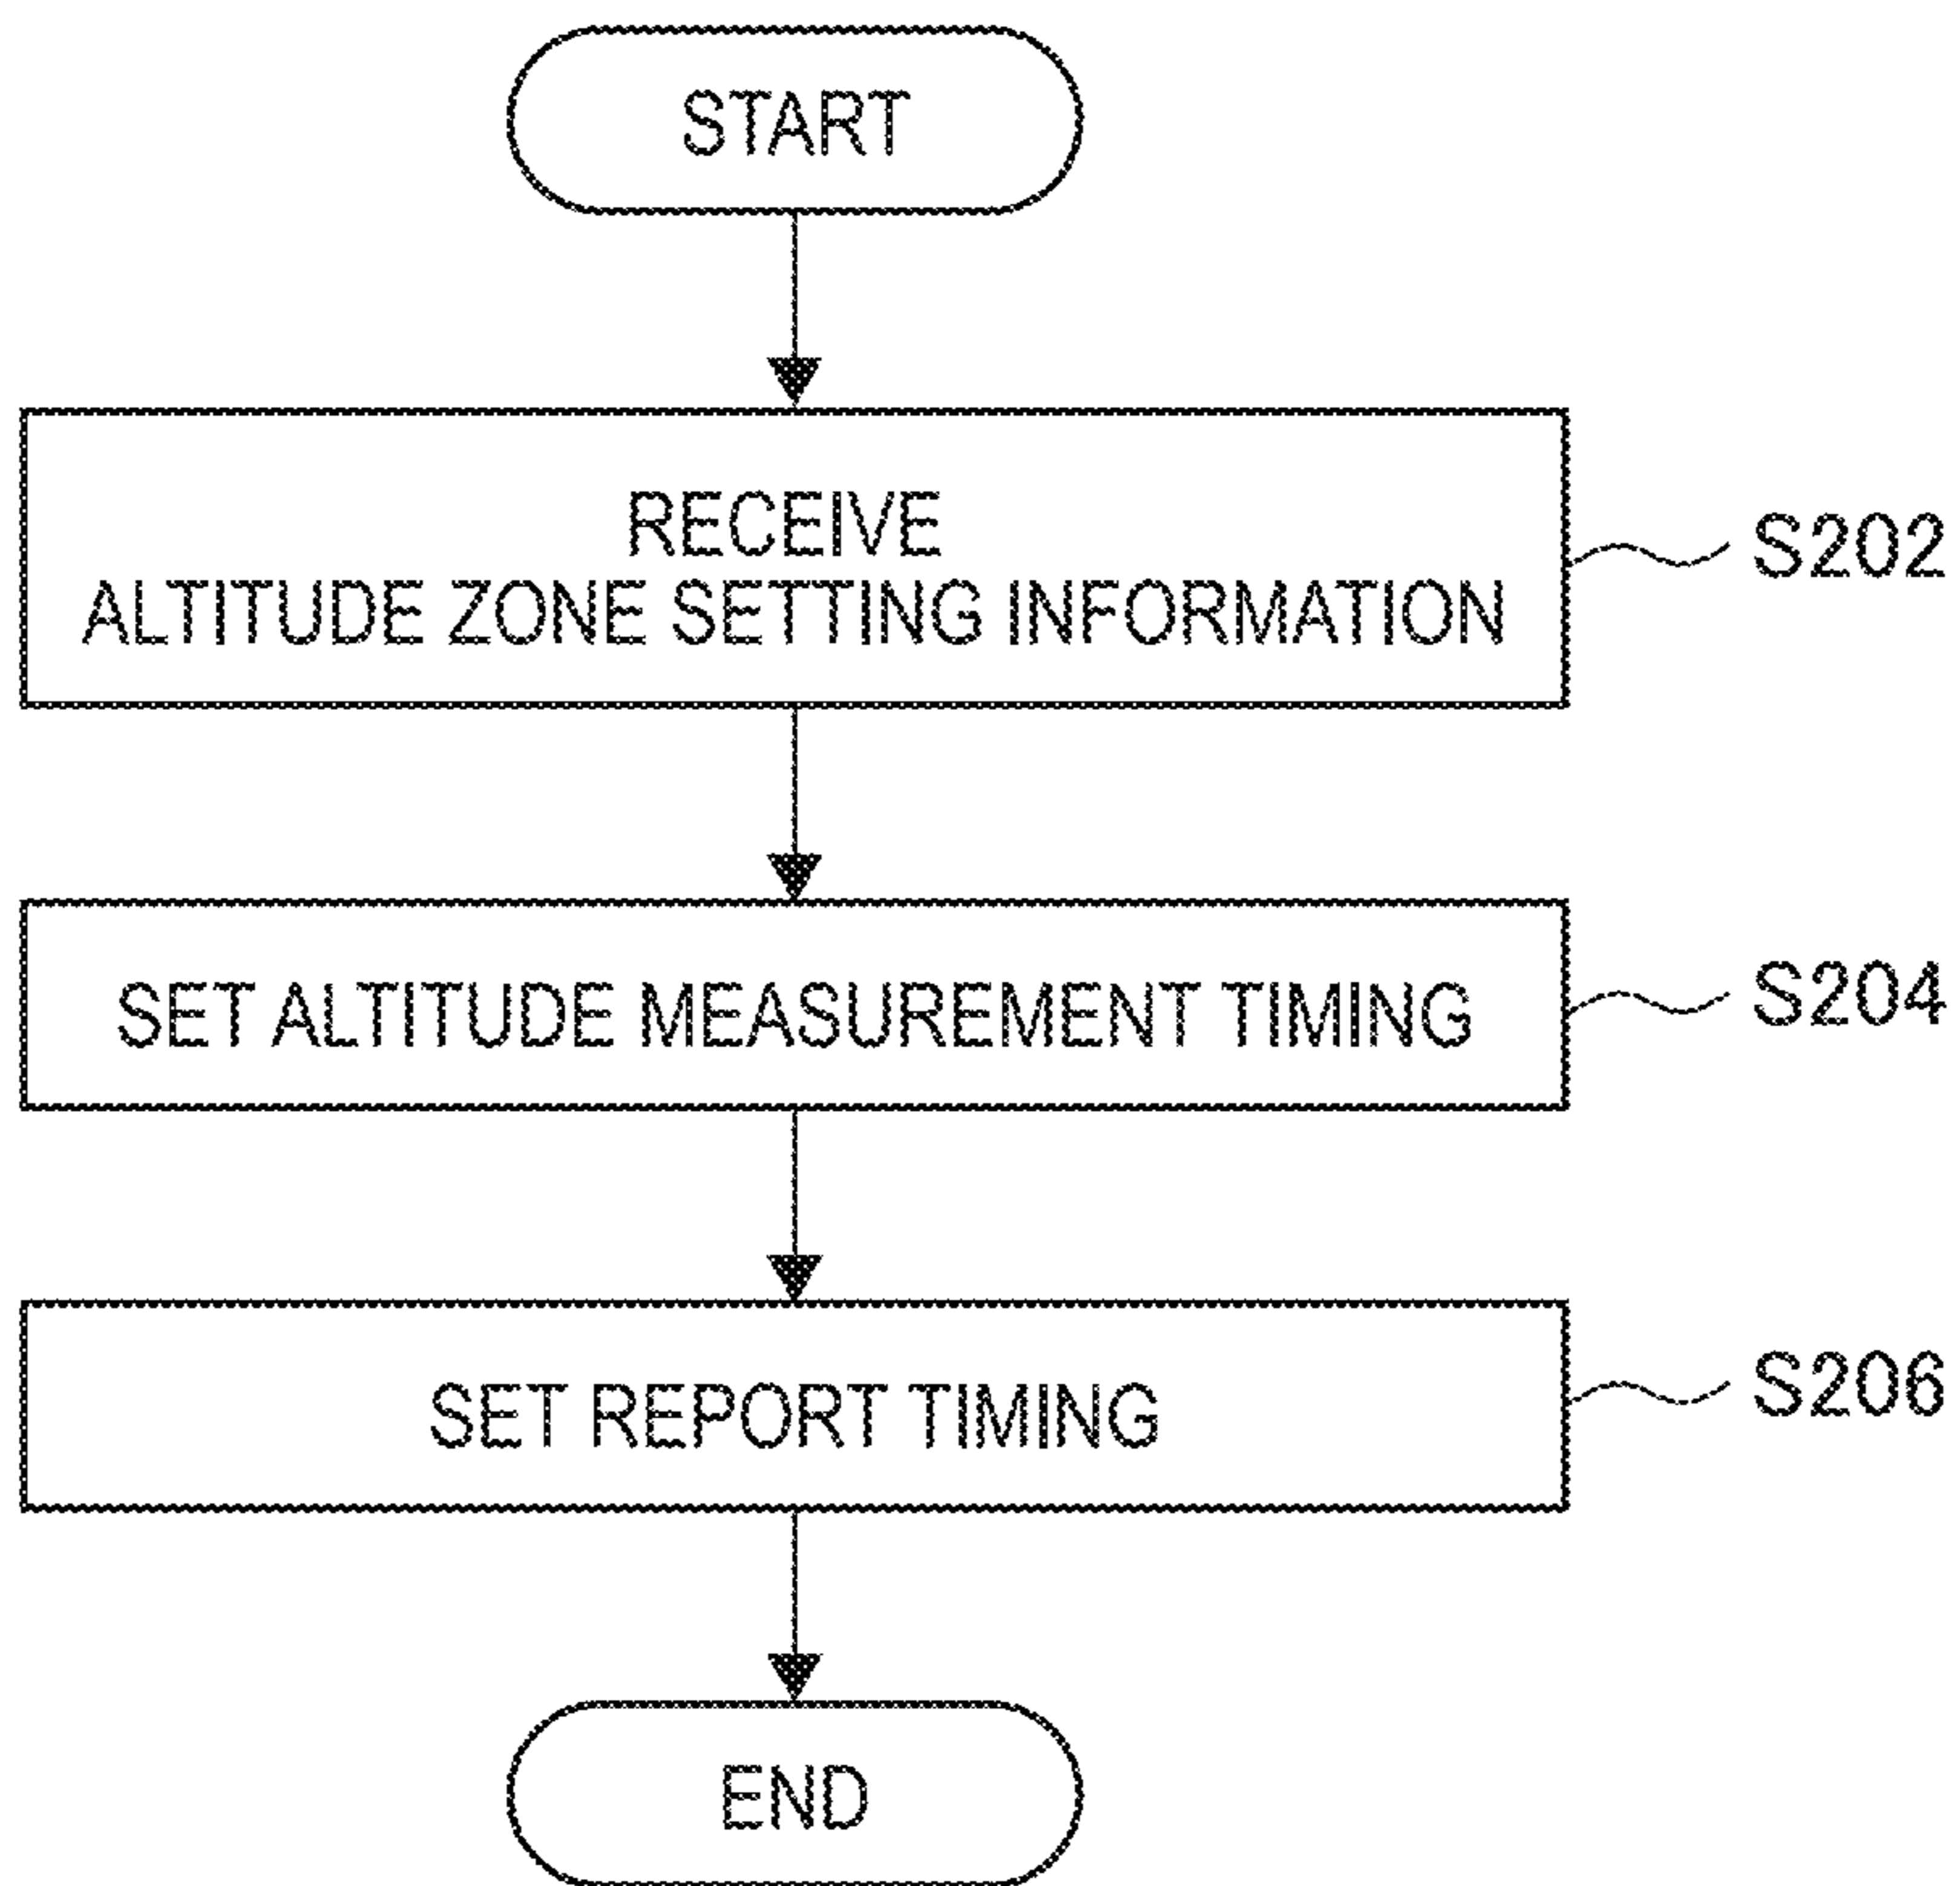 START
RECEIVE
ALTITUDE ZONE SETTING INFORMATION
S202
SET ALTITUDE MEASUREMENT TIMING
S204
SET REPORT TIMING
S206
END